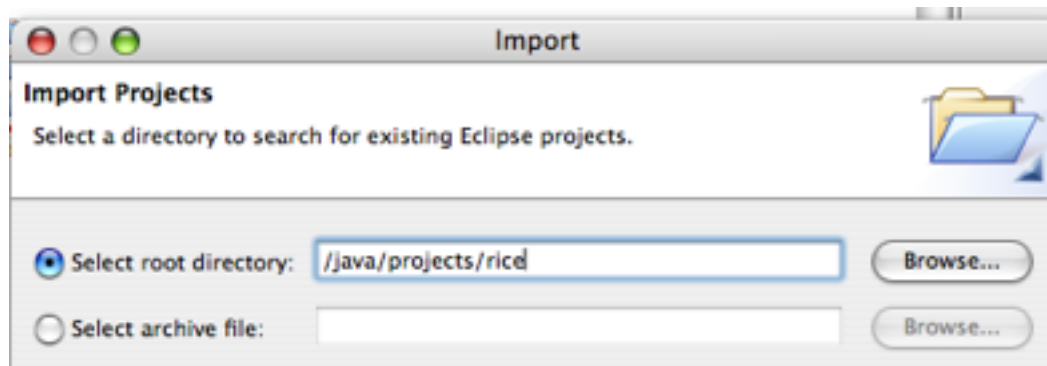 Import
Import Projects
Select a directory to search for existing Eclipse projects.
Select root directory: /java/projects/rice Browse...
Select archive file: Browse...